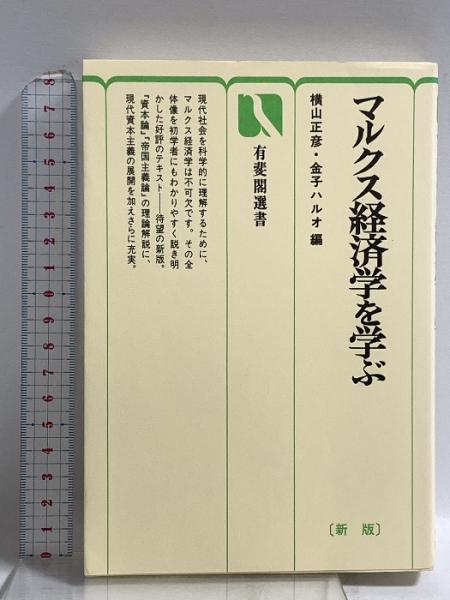 マルクス経済学を学ぶ
横山正彦・金子ハルオ 編
有斐閣選書
現代社会を科学的に理解するために、
マルクス経済学は不可欠です。その全
体像を初学者にもわかりやすく説き明
かした好評のテキスト――待望の新版。
『資本論』『帝国主義論』の理論解説に、
現代資本主義の展開を加えさらに充実。
〔新 版〕
8
7
6
5
4
3
2
1
20
9
8
7
6
5
4
3
2
1
0